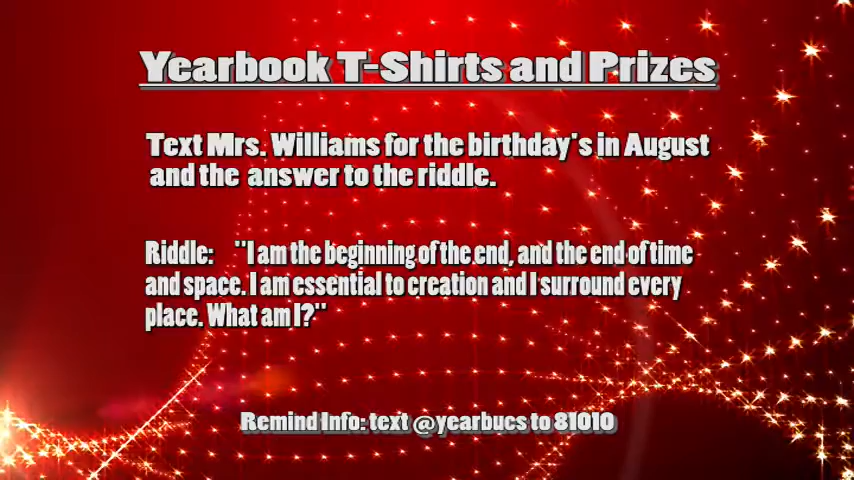 Yearbook T-Shirts and Prizes
Text Mrs. Williams for the birthday's in August
and the answer to the riddle.
Riddle: "I am the beginning of the end, and the end of time
and space. I am essential to creation and I surround every
place. What am I?"
Remind Info: text @yearbucs to 81010